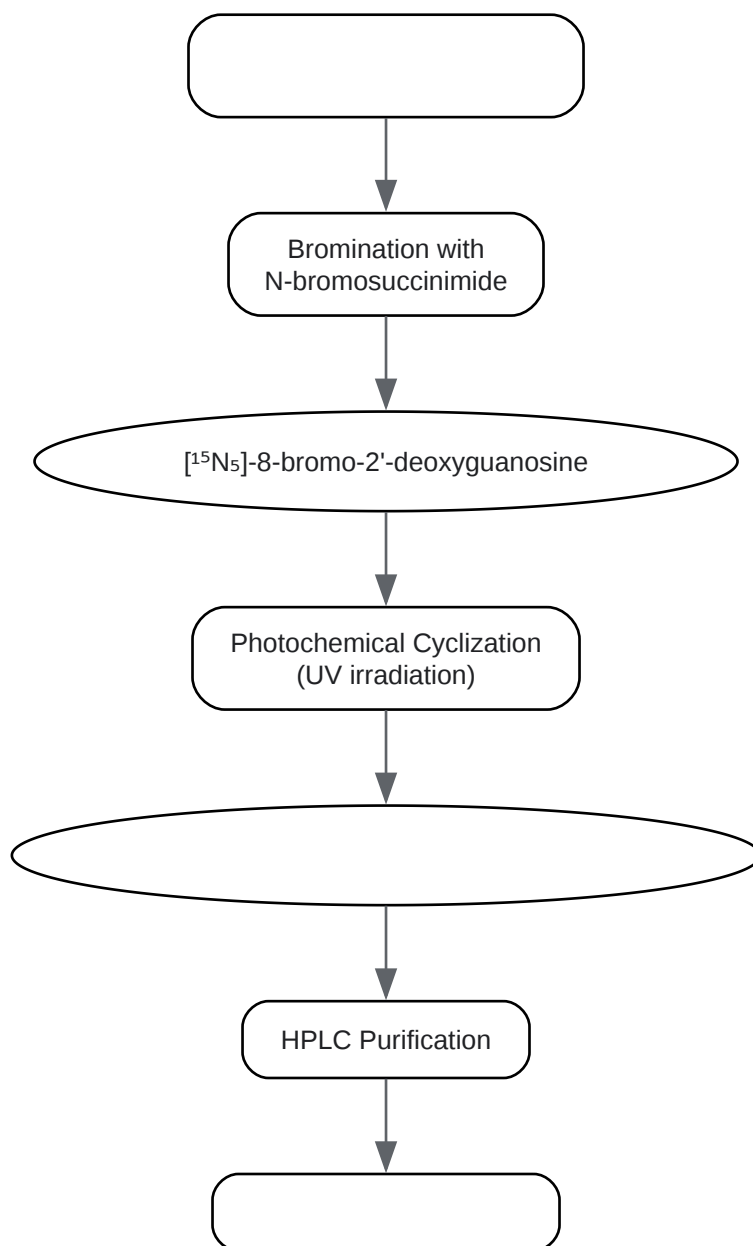 Bromination with
N-bromosuccinimide
[¹⁵N₅]-8-bromo-2'-deoxyguanosine
Photochemical Cyclization
(UV irradiation)
HPLC Purification